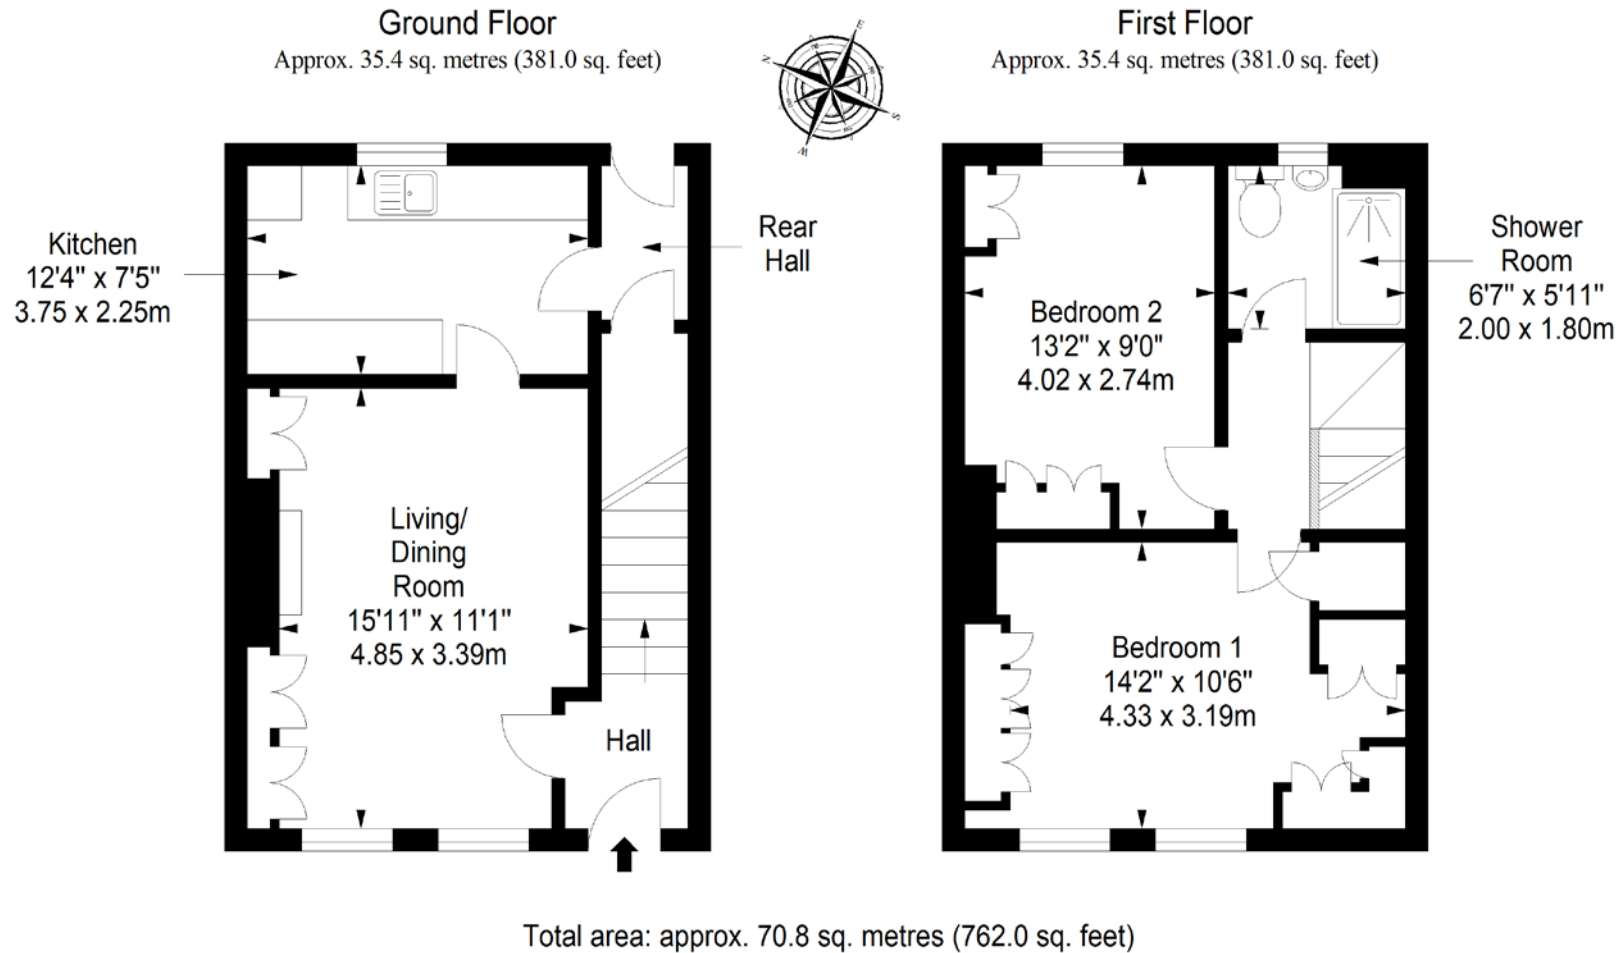 Ground Floor
Approx. 35.4 sq. metres (381.0 sq. feet)
E
N
S
W
First Floor
Approx. 35.4 sq. metres (381.0 sq. feet)
Kitchen
12'4" x 7'5"
3.75 x 2.25m
Rear
Hall
Living/
Dining
Room
15'11" x 11'1"
4.85 x 3.39m
Hall
Bedroom 2
13'2" x 9'0"
4.02 x 2.74m
Shower
Room
6'7" x 5'11"
2.00 x 1.80m
Bedroom 1
14'2" x 10'6"
4.33 x 3.19m
Total area: approx. 70.8 sq. metres (762.0 sq. feet)